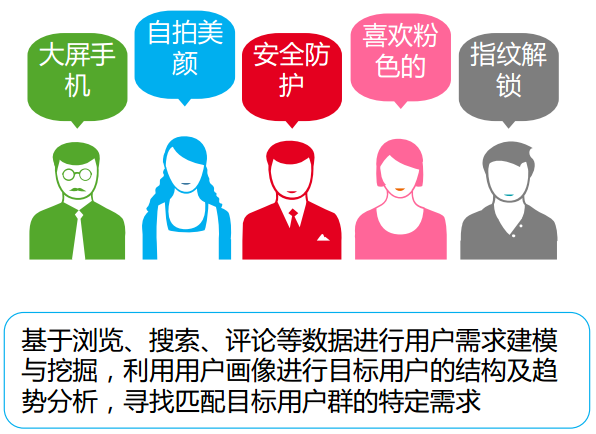 大屏手
机
自拍美
颜
安全防
护
喜欢粉
色的
指纹解
锁
基于浏览、搜索、评论等数据进行用户需求建模
与挖掘，利用用户画像进行目标用户的结构及趋
势分析，寻找匹配目标用户群的特定需求